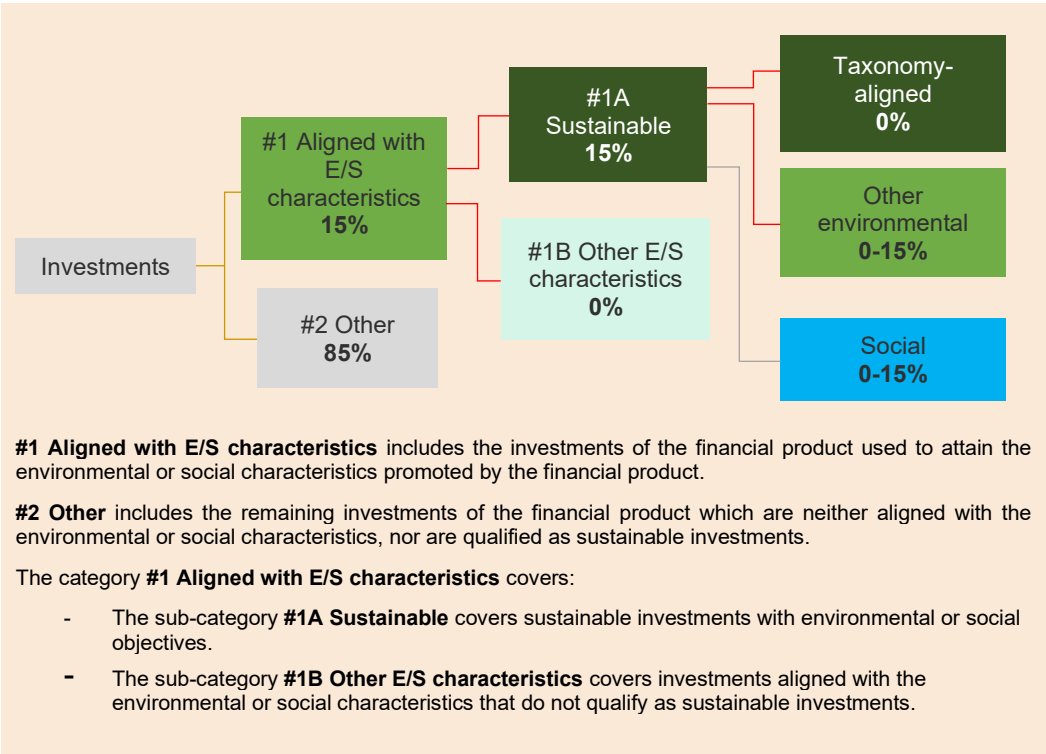 Investments
#1 Aligned with
E/S
characteristics
15%
#2 Other
85%
#1A
Sustainable
15%
#1B Other E/S
characteristics
0%
Taxonomy-
aligned
0%
Other
environmental
0-15%
Social
0-15%
#1 Aligned with E/S characteristics includes the investments of the financial product used to attain the
environmental or social characteristics promoted by the financial product.
#2 Other includes the remaining investments of the financial product which are neither aligned with the
environmental or social characteristics, nor are qualified as sustainable investments.
The category #1 Aligned with E/S characteristics covers:
- The sub-category #1A Sustainable covers sustainable investments with environmental or social
objectives.
- The sub-category #1B Other E/S characteristics covers investments aligned with the
environmental or social characteristics that do not qualify as sustainable investments.